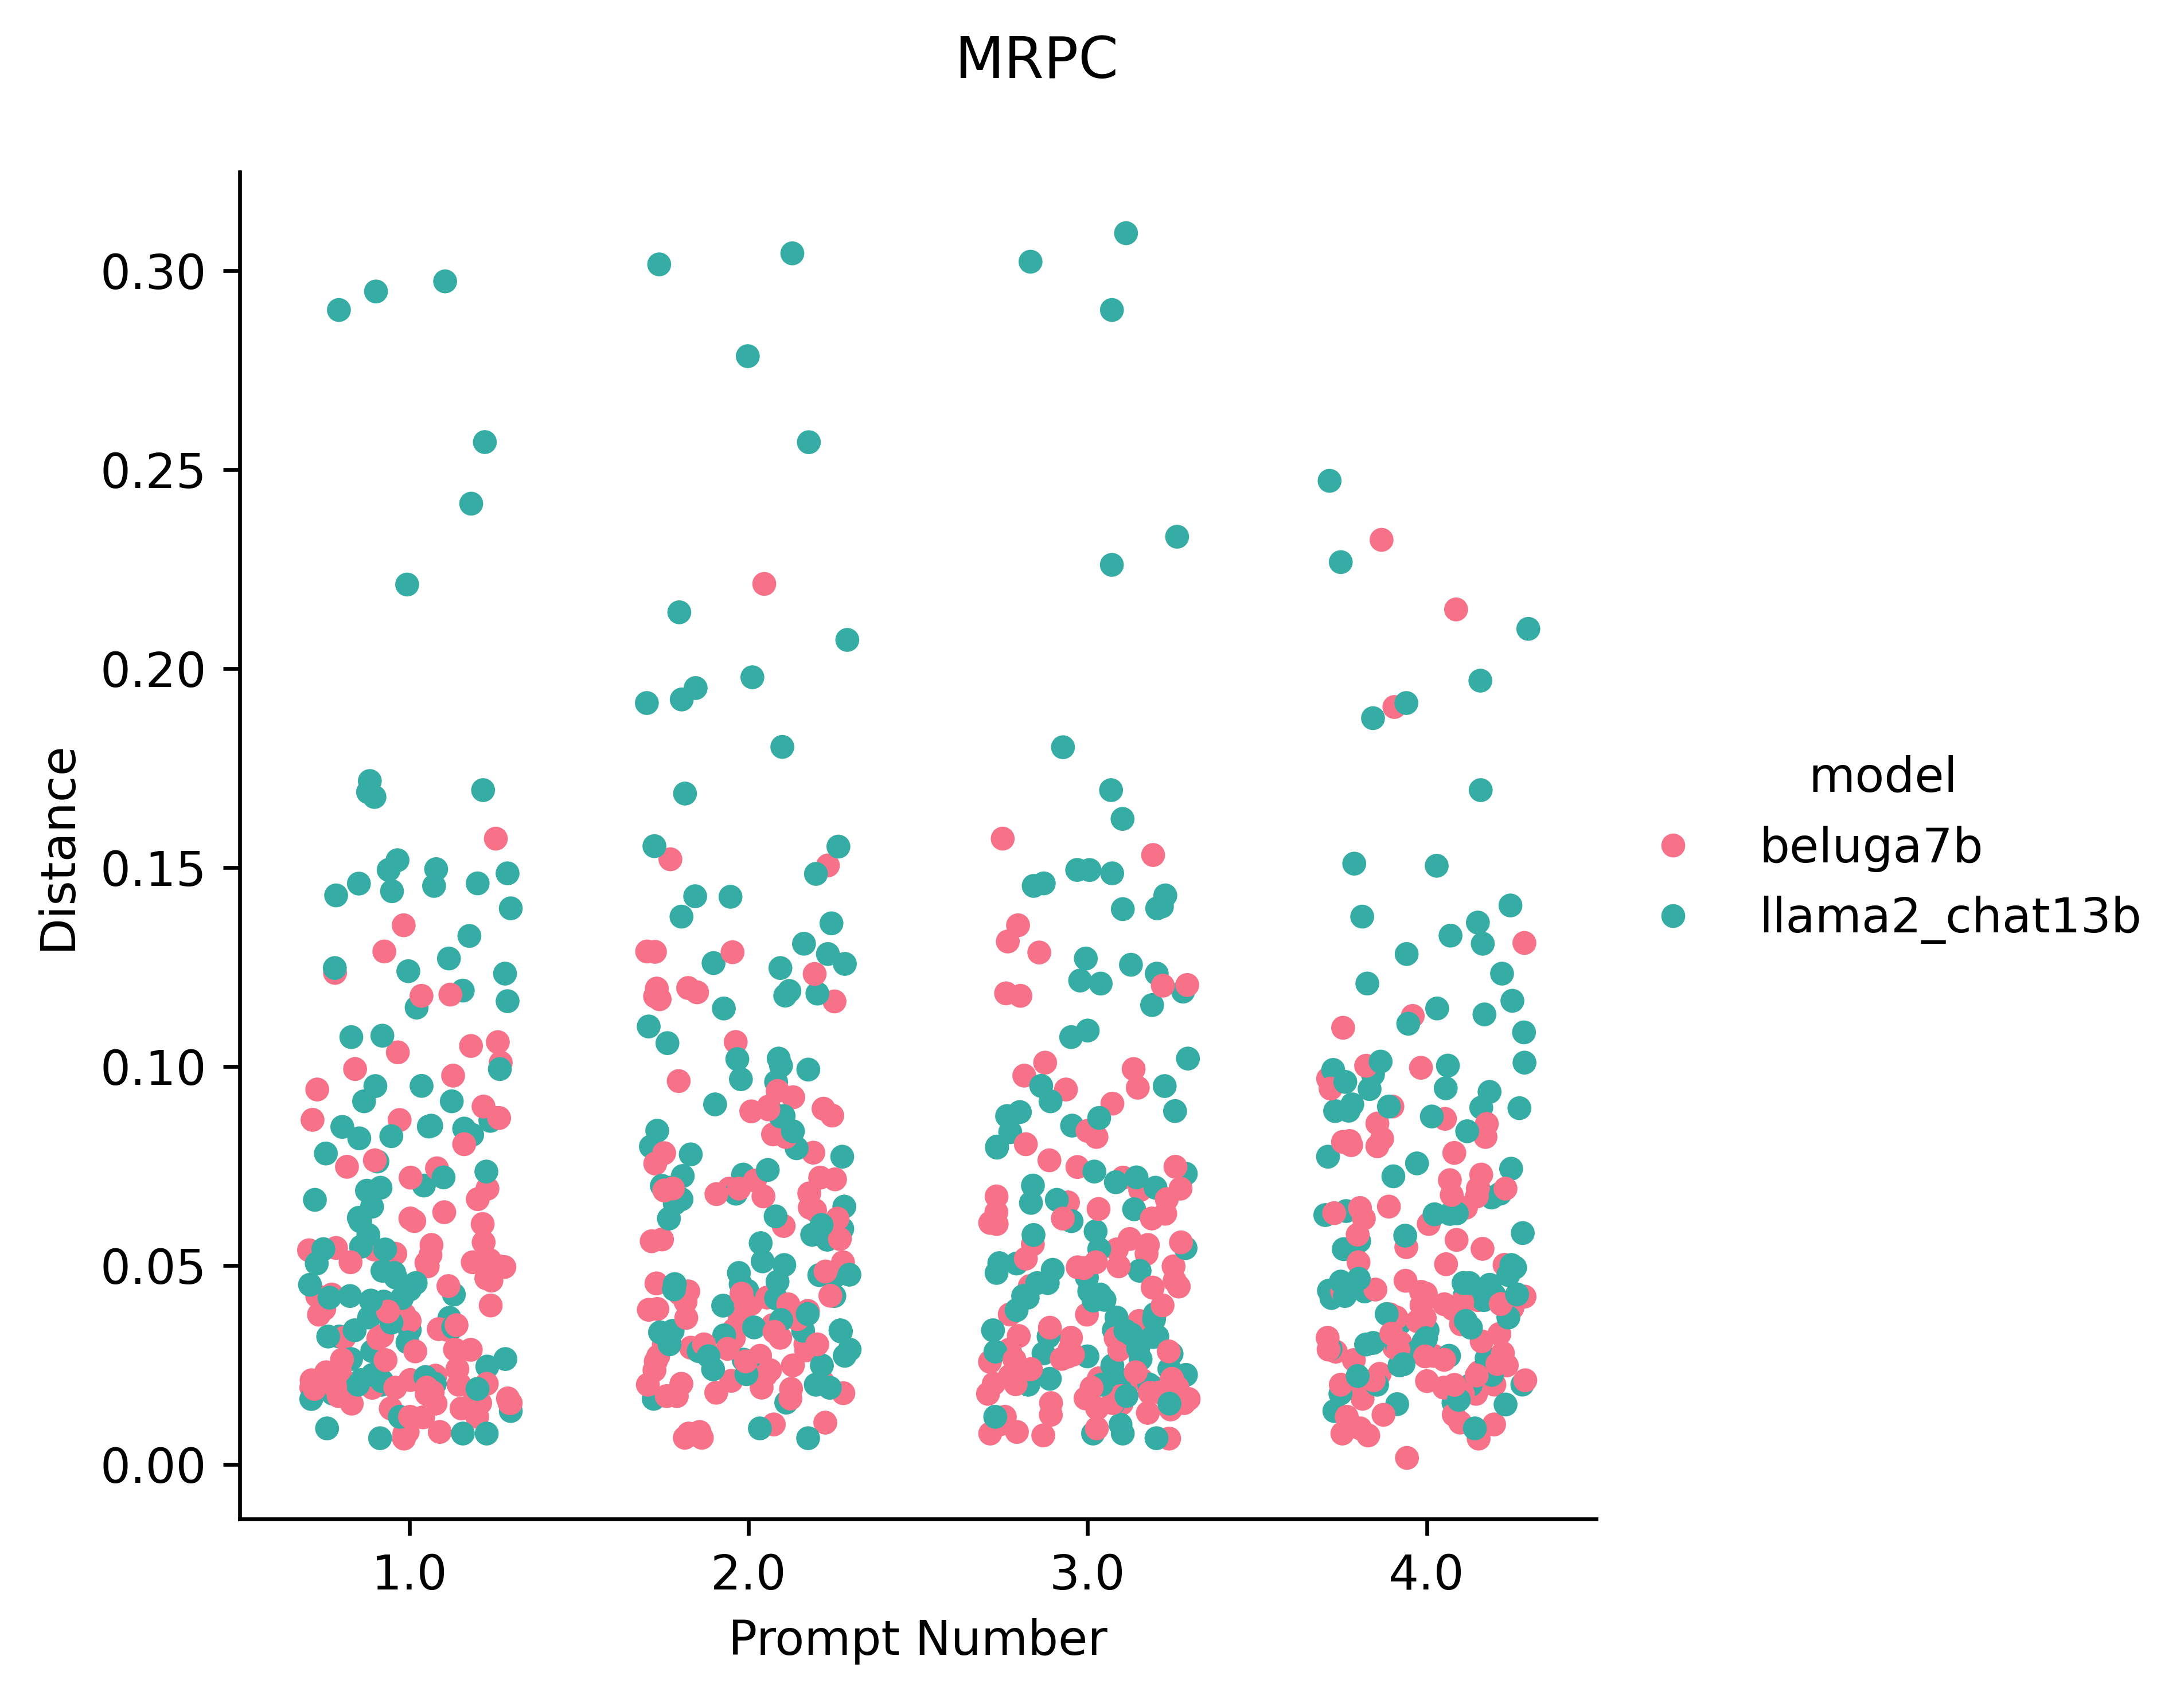 MRPC
0.30
0.25
0.20
0.15
0.10
0.05
0.00
Distance
1.0 2.0 3.0 4.0
Prompt Number
model
beluga7b
llama2_chat13b